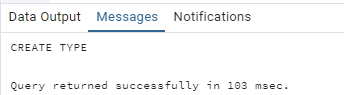 Data Output Messages Notifications
CREATE TYPE
Query returned successfully in 103 msec.